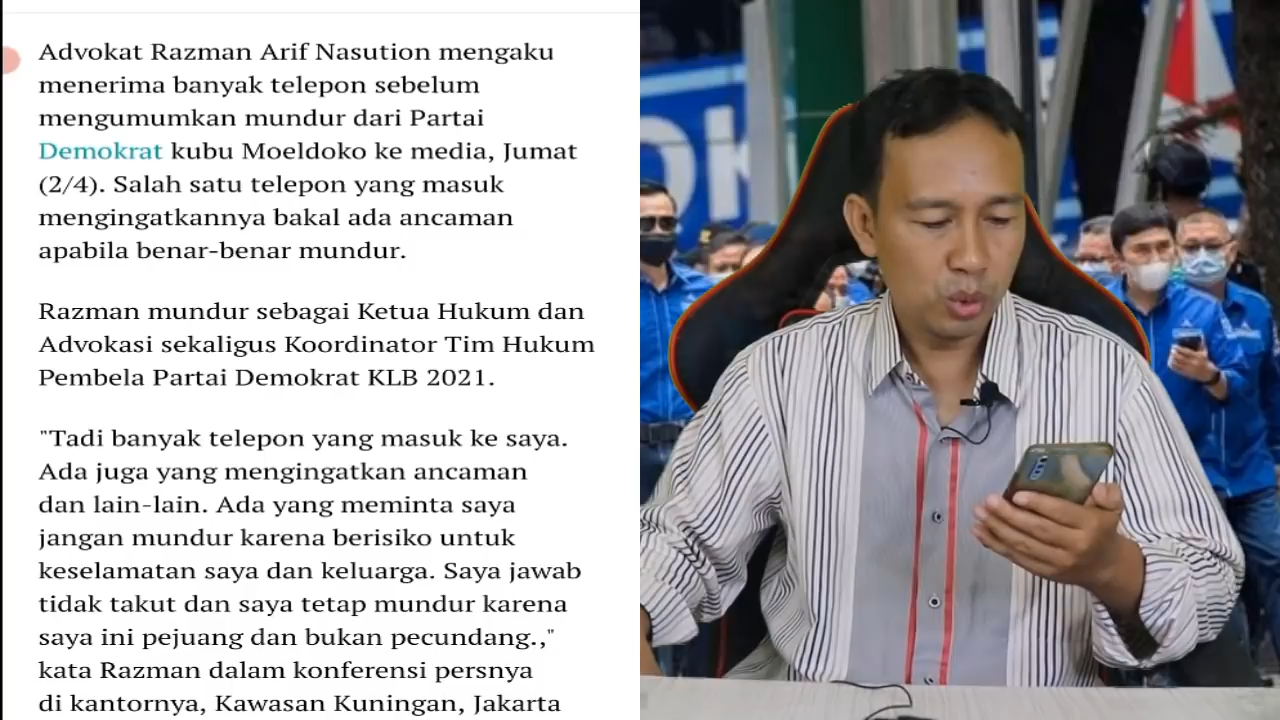 Advokat Razman Arif Nasution mengaku
menerima banyak telepon sebelum
mengumumkan mundur dari Partai
Demokrat kubu Moeldoko ke media, Jumat
(2/4). Salah satu telepon yang masuk
mengingatkannya bakal ada ancaman
apabila benar-benar mundur.
Razman mundur sebagai Ketua Hukum dan
Advokasi sekaligus Koordinator Tim Hukum
Pembela Partai Demokrat KLB 2021.
"Tadi banyak telepon yang masuk ke saya.
Ada juga yang mengingatkan ancaman
dan lain-lain. Ada yang meminta saya
jangan mundur karena berisiko untuk
keselamatan saya dan keluarga. Saya jawab
tidak takut dan saya tetap mundur karena
saya ini pejuang dan bukan pecundang.,"
kata Razman dalam konferensi persnya
di kantornya, Kawasan Kuningan, Jakarta